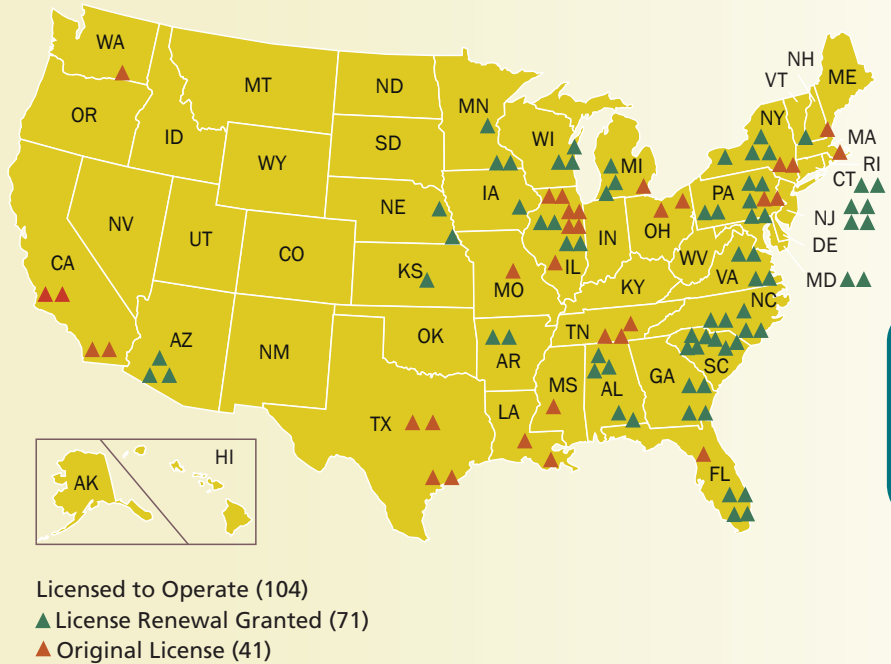 WA
MT
ND
MN
OR
ID
SD
WI
WY
MI
NY
VT
NH
ME
MA
RI
CT
NJ
DE
MD
NV
UT
CO
NE
IA
PA
CA
KS
MO
IL
IN
OH
WV
VA
KY
AZ
NM
OK
AR
TN
NC
SC
TX
LA
MS
AL
GA
FL
AK
HI
Licensed to Operate (104)
License Renewal Granted (71)
Original License (41)